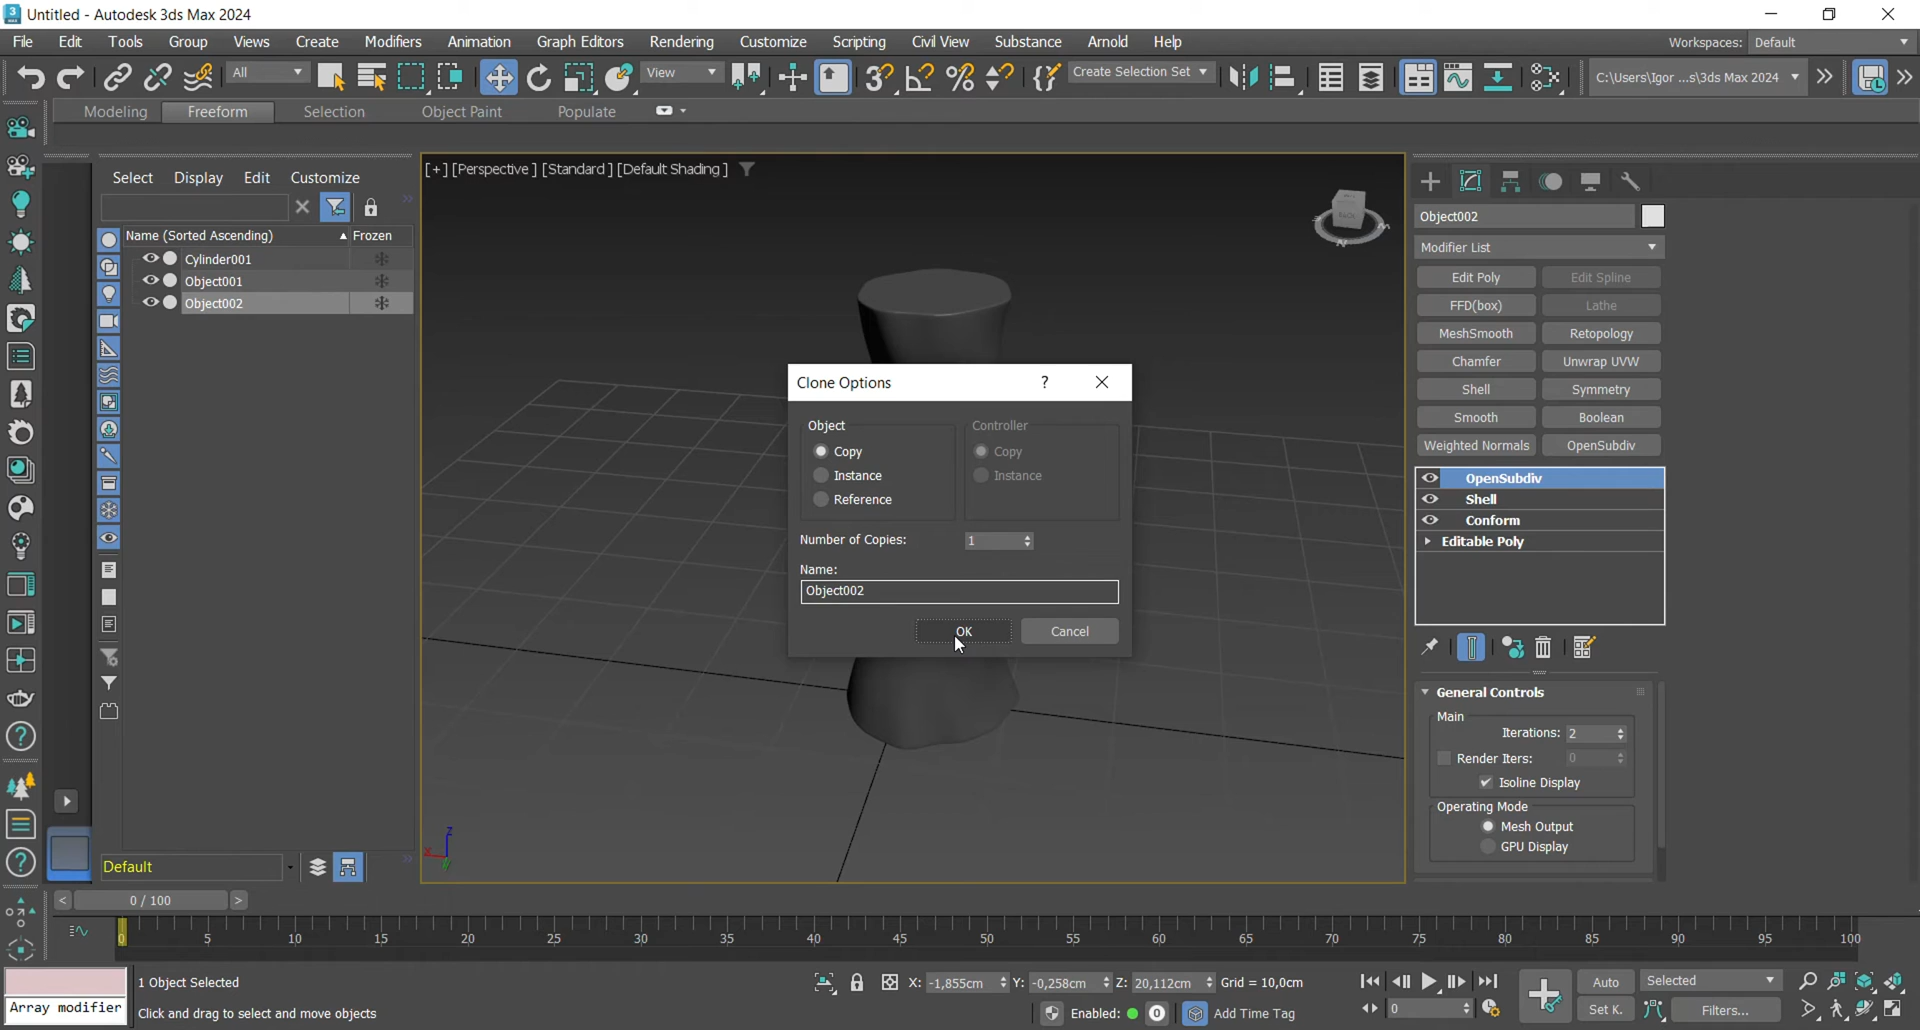 Untitled - Autodesk 3ds Max 2024
File Edit Tools Group Views Create Modifiers Animation Graph Editors Rendering Customize Scripting Civil View Substance Arnold Help Workspaces: Default
All View Create Selection Set C:\Users\Igor ...s\3ds Max 2024
Modeling Freeform Selection Object Paint Populate
[+] [Perspective] [Standard] [Default Shading]
Select Display Edit Customize
Name (Sorted Ascending) Frozen
Cylinder001
Object001
Object002
Default
Clone Options ?
Object Controller
Copy Copy
Instance Instance
Reference
Number of Copies: 1
Name:
Object002
OK Cancel
Object002
Modifier List
Edit Poly Edit Spline
FFD(box) Lathe
MeshSmooth Retopology
Chamfer Unwrap UVW
Shell Symmetry
Smooth Boolean
Weighted Normals OpenSubdiv
OpenSubdiv
Shell
Conform
Editable Poly
General Controls
Main
Iterations: 2
Render Iters: 0
Isoline Display
Operating Mode
Mesh Output
GPU Display
z
x
< 0 / 100 >
0 5 10 15 20 25 30 35 40 45 50 55 60 65 70 75 80 85 90 95 100
1 Object Selected X: -1,855cm Y: -0,258cm Z: 20,112cm Grid = 10,0cm Auto Selected
Array modifier Click and drag to select and move objects Enabled: 0 Add Time Tag 0 Set K. Filters...